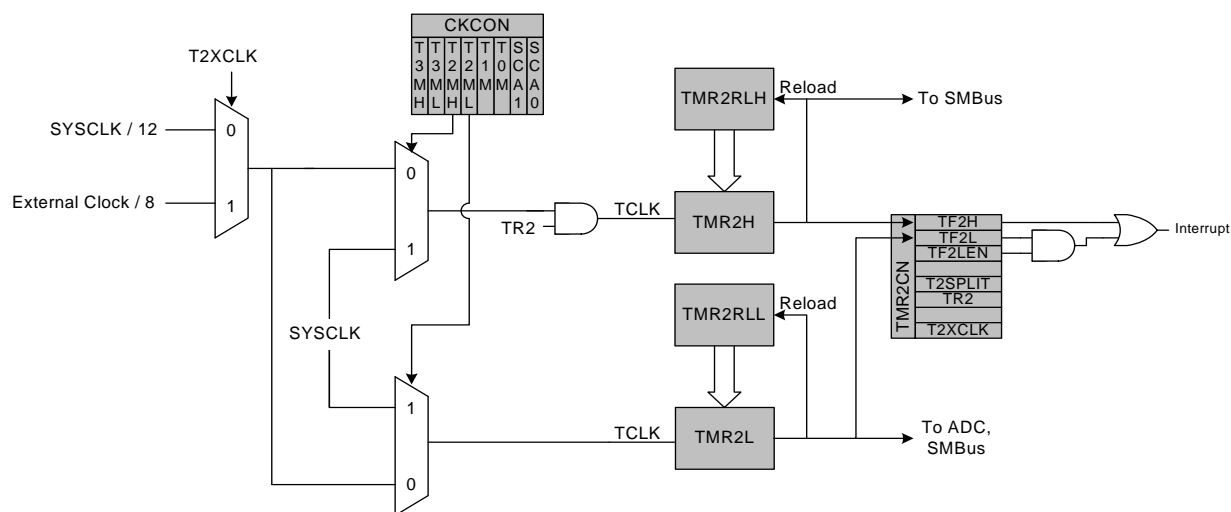 CKCON
T3MH
T3ML
T2MH
T2ML
T1M
T0M
SCA1
SCA0
T2XCLK
SYSCLK / 12
0
External Clock / 8
1
0
1
SYSCLK
1
0
TR2
TCLK
TMR2RLH
Reload
To SMBus
TMR2H
TMR2CN
TF2H
TF2L
TF2LEN
T2SPLIT
TR2
T2XCLK
Interrupt
TMR2RLL
Reload
TCLK
TMR2L
To ADC,
SMBus